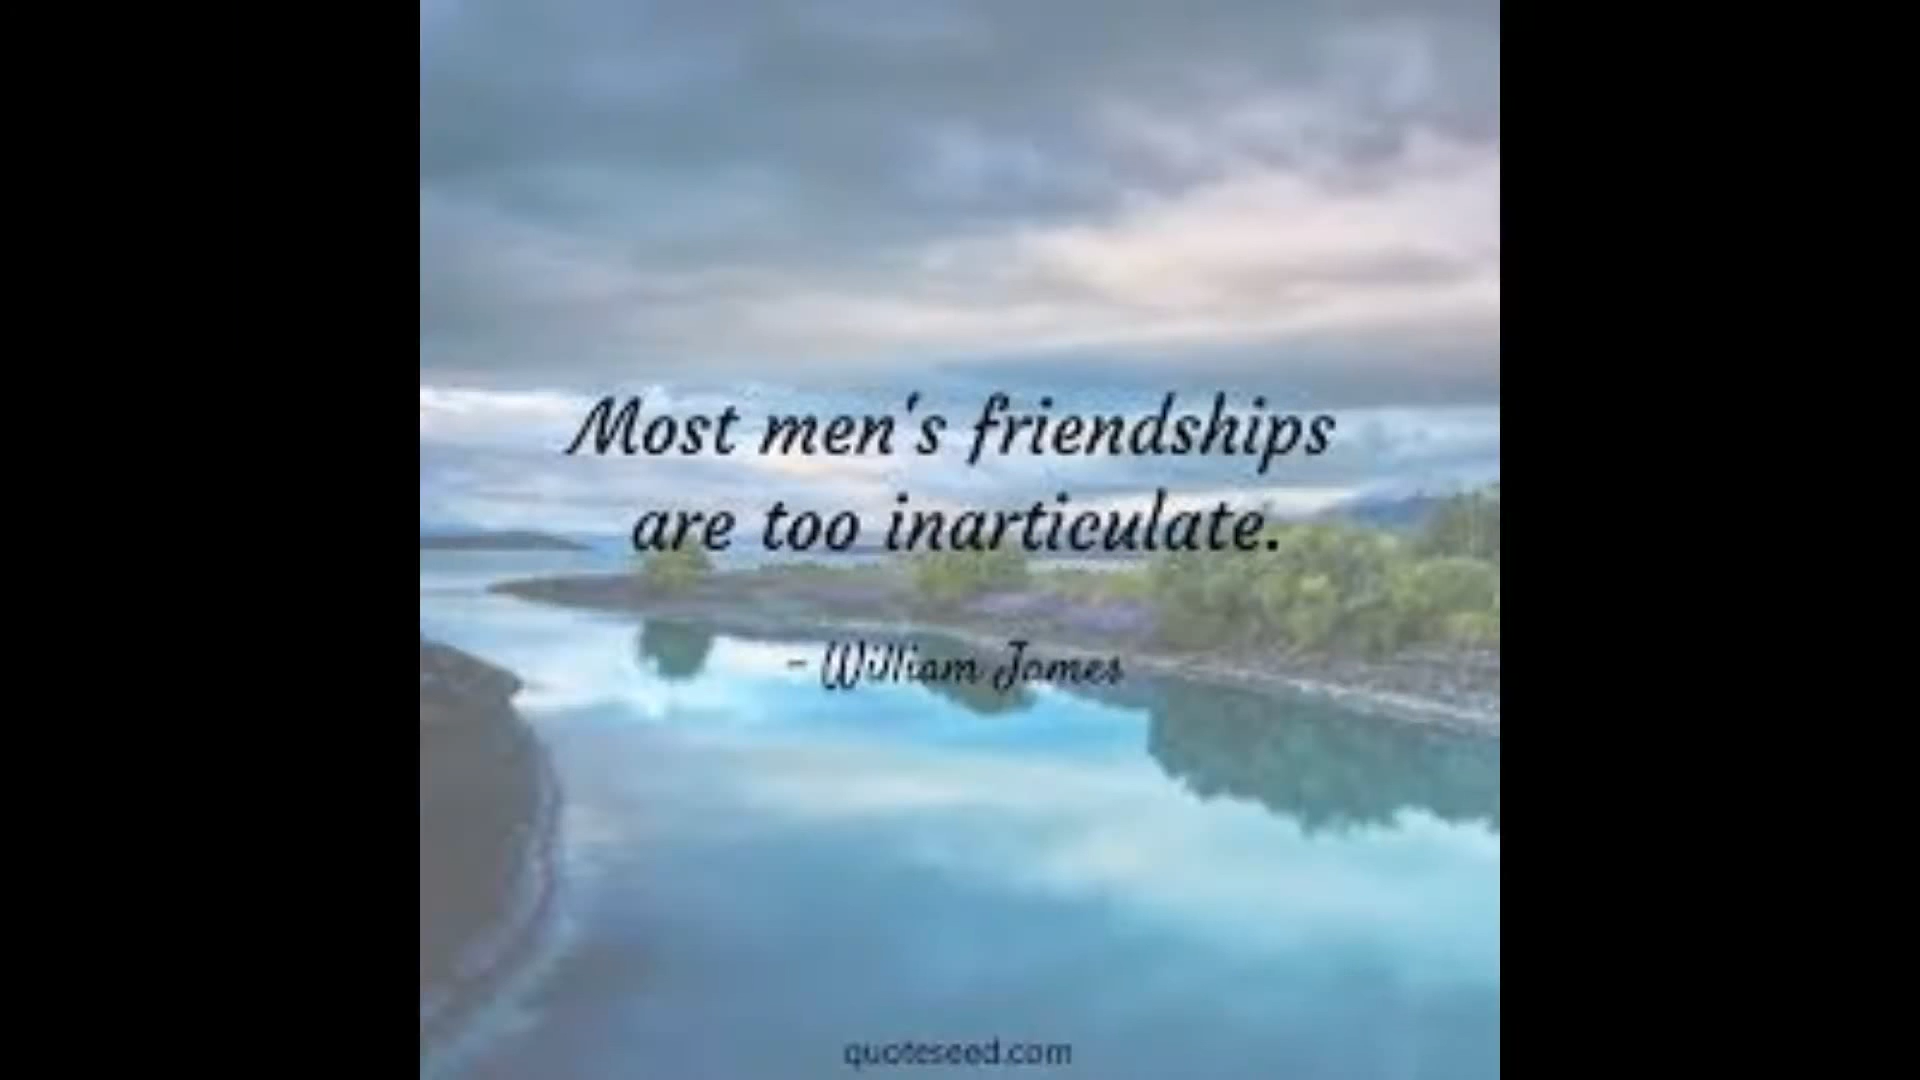 Most men's friendships
are too inarticulate.
- William James
quoteseed.com